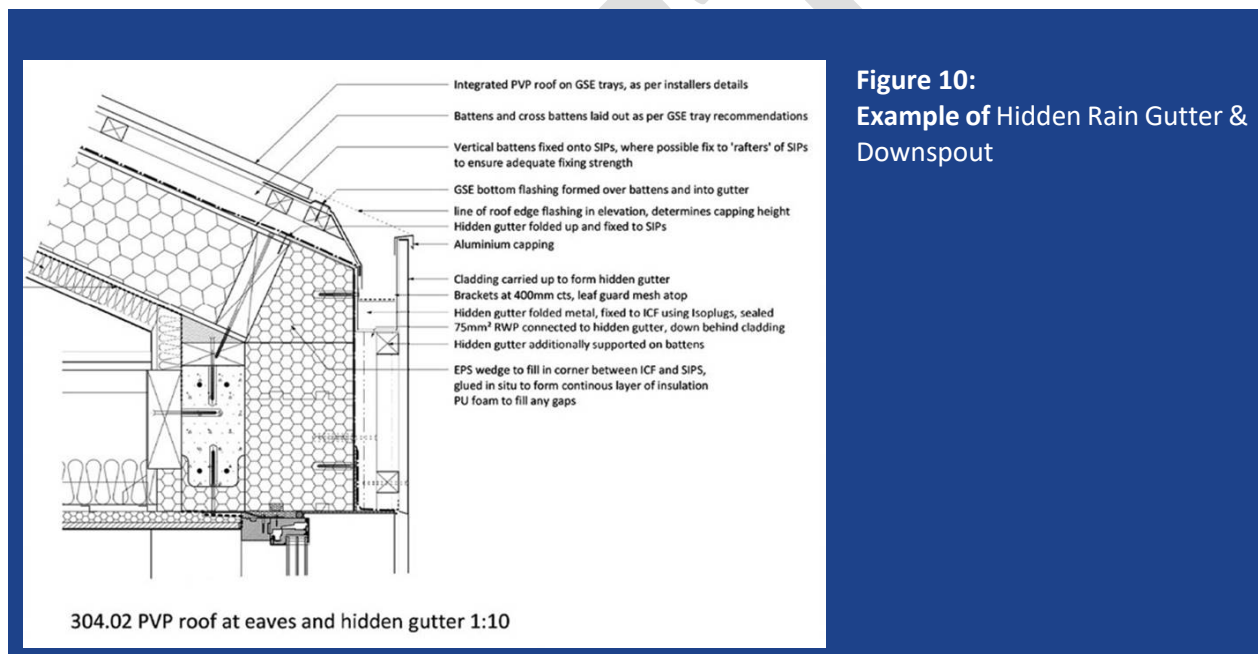 Integrated PVP roof on GSE trays, as per installers details
Battens and cross battens laid out as per GSE tray recommendations
Vertical battens fixed onto SIPs, where possible fix to 'rafters' of SIPs
to ensure adequate fixing strength
GSE bottom flashing formed over battens and into gutter
line of roof edge flashing in elevation, determines capping height
Hidden gutter folded up and fixed to SIPs
Aluminium capping
Cladding carried up to form hidden gutter
Brackets at 400mm cts, leaf guard mesh atop
Hidden gutter folded metal, fixed to ICF using Isoplugs, sealed
75mm² RWP connected to hidden gutter, down behind cladding
Hidden gutter additionally supported on battens
EPS wedge to fill in corner between ICF and SIPS,
glued in situ to form continous layer of insulation
PU foam to fill any gaps
304.02 PVP roof at eaves and hidden gutter 1:10
Figure 10:
Example of Hidden Rain Gutter &
Downspout